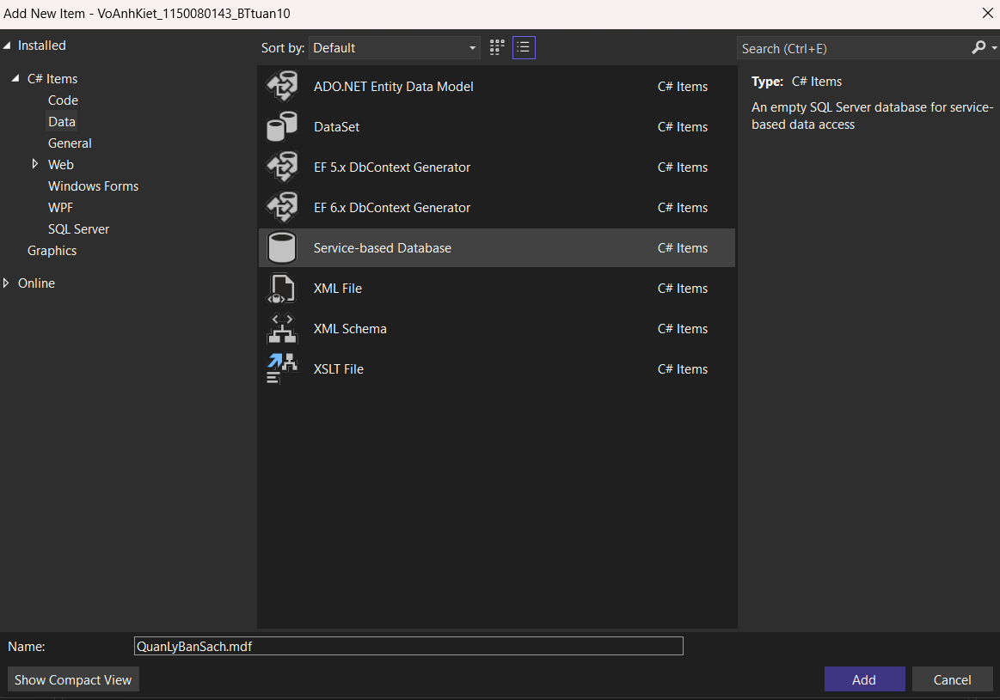 Add New Item - VoAnhKiet_1150080143_BTtuan10
Installed
C# Items
Code
Data
General
Web
Windows Forms
WPF
SQL Server
Graphics
Online
Sort by: Default
ADO.NET Entity Data Model C# Items
DataSet C# Items
EF 5.x DbContext Generator C# Items
EF 6.x DbContext Generator C# Items
Service-based Database C# Items
XML File C# Items
XML Schema C# Items
XSLT File C# Items
Search (Ctrl+E)
Type: C# Items
An empty SQL Server database for service-
based data access
Name: QuanLyBanSach.mdf
Show Compact View
Add
Cancel